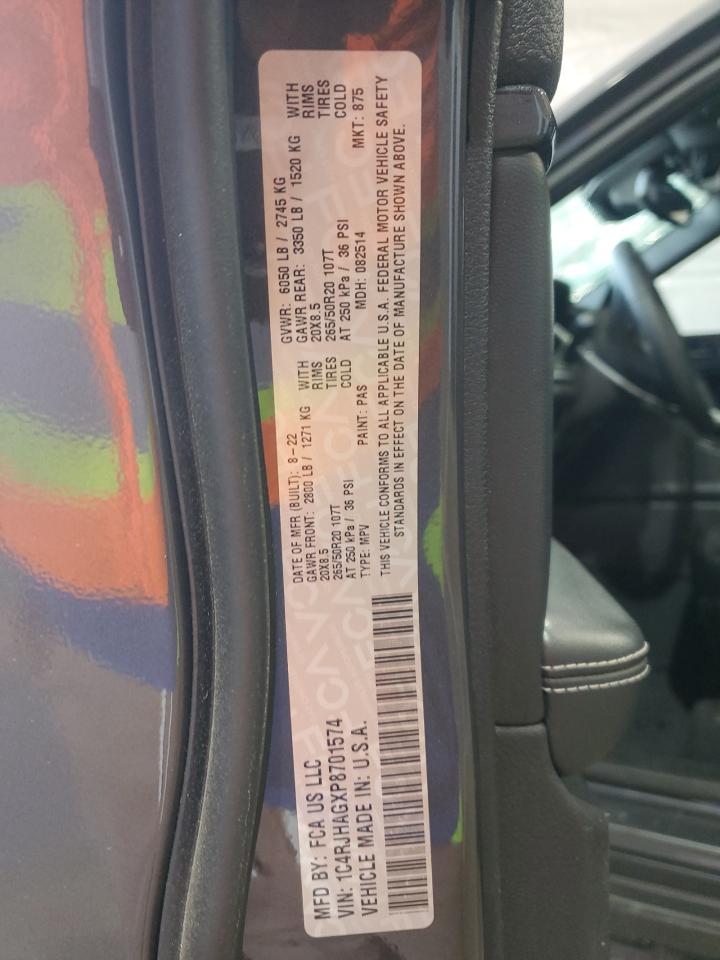 MFD BY: FCA US LLC
VIN: 1C4RJHAGXP8701574
VEHICLE MADE IN: U.S.A.
DATE OF MFR (BUILT): 8-22
GAWR FRONT: 2800 LB / 1271 KG WITH
20X8.5 RIMS
265/50R20 107T TIRES
AT 250 kPa / 36 PSI COLD
TYPE: MPV PAINT: PAS
GVWR: 6050 LB / 2745 KG
GAWR REAR: 3350 LB / 1520 KG WITH
20X8.5 RIMS
265/50R20 107T TIRES
AT 250 kPa / 36 PSI COLD
MDH: 082514 MKT: 875
THIS VEHICLE CONFORMS TO ALL APPLICABLE U.S.A. FEDERAL MOTOR VEHICLE SAFETY
STANDARDS IN EFFECT ON THE DATE OF MANUFACTURE SHOWN ABOVE.